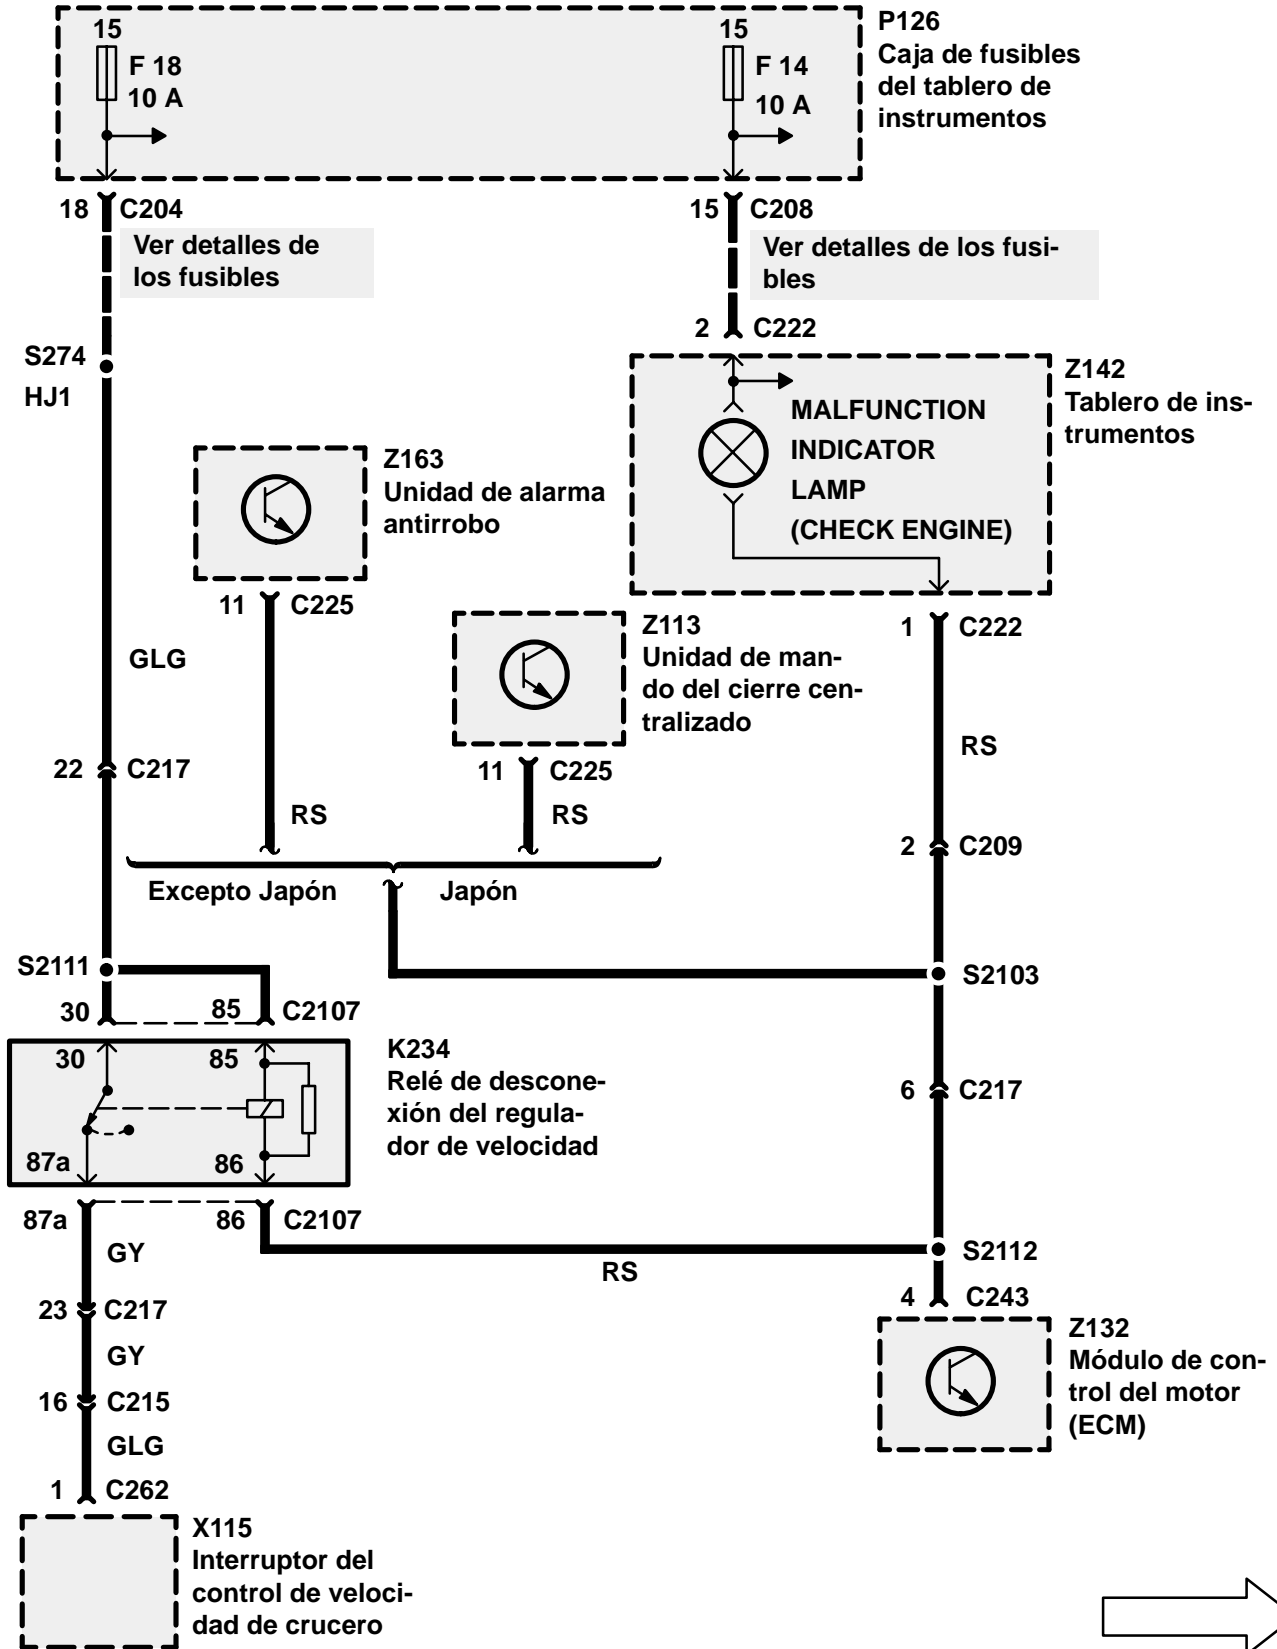 15
F 18
10 A
15
F 14
10 A
P126
Caja de fusibles
del tablero de
instrumentos
18
C204
15
C208
Ver detalles de
los fusibles
Ver detalles de los fusi-
bles
2
C222
S274
HJ1
Z142
Tablero de ins-
trumentos
MALFUNCTION
INDICATOR
LAMP
(CHECK ENGINE)
Z163
Unidad de alarma
antirrobo
11
C225
1
C222
Z113
Unidad de man-
do del cierre cen-
tralizado
GLG
RS
22
C217
11
C225
RS
RS
2
C209
Excepto Japón
Japón
S2111
S2103
30
85
C2107
30
85
K234
Relé de descone-
xión del regula-
dor de velocidad
6
C217
87a
86
87a
86
C2107
GY
RS
S2112
23
C217
4
C243
GY
Z132
Módulo de con-
trol del motor
(ECM)
16
C215
GLG
1
C262
X115
Interruptor del
control de veloci-
dad de crucero